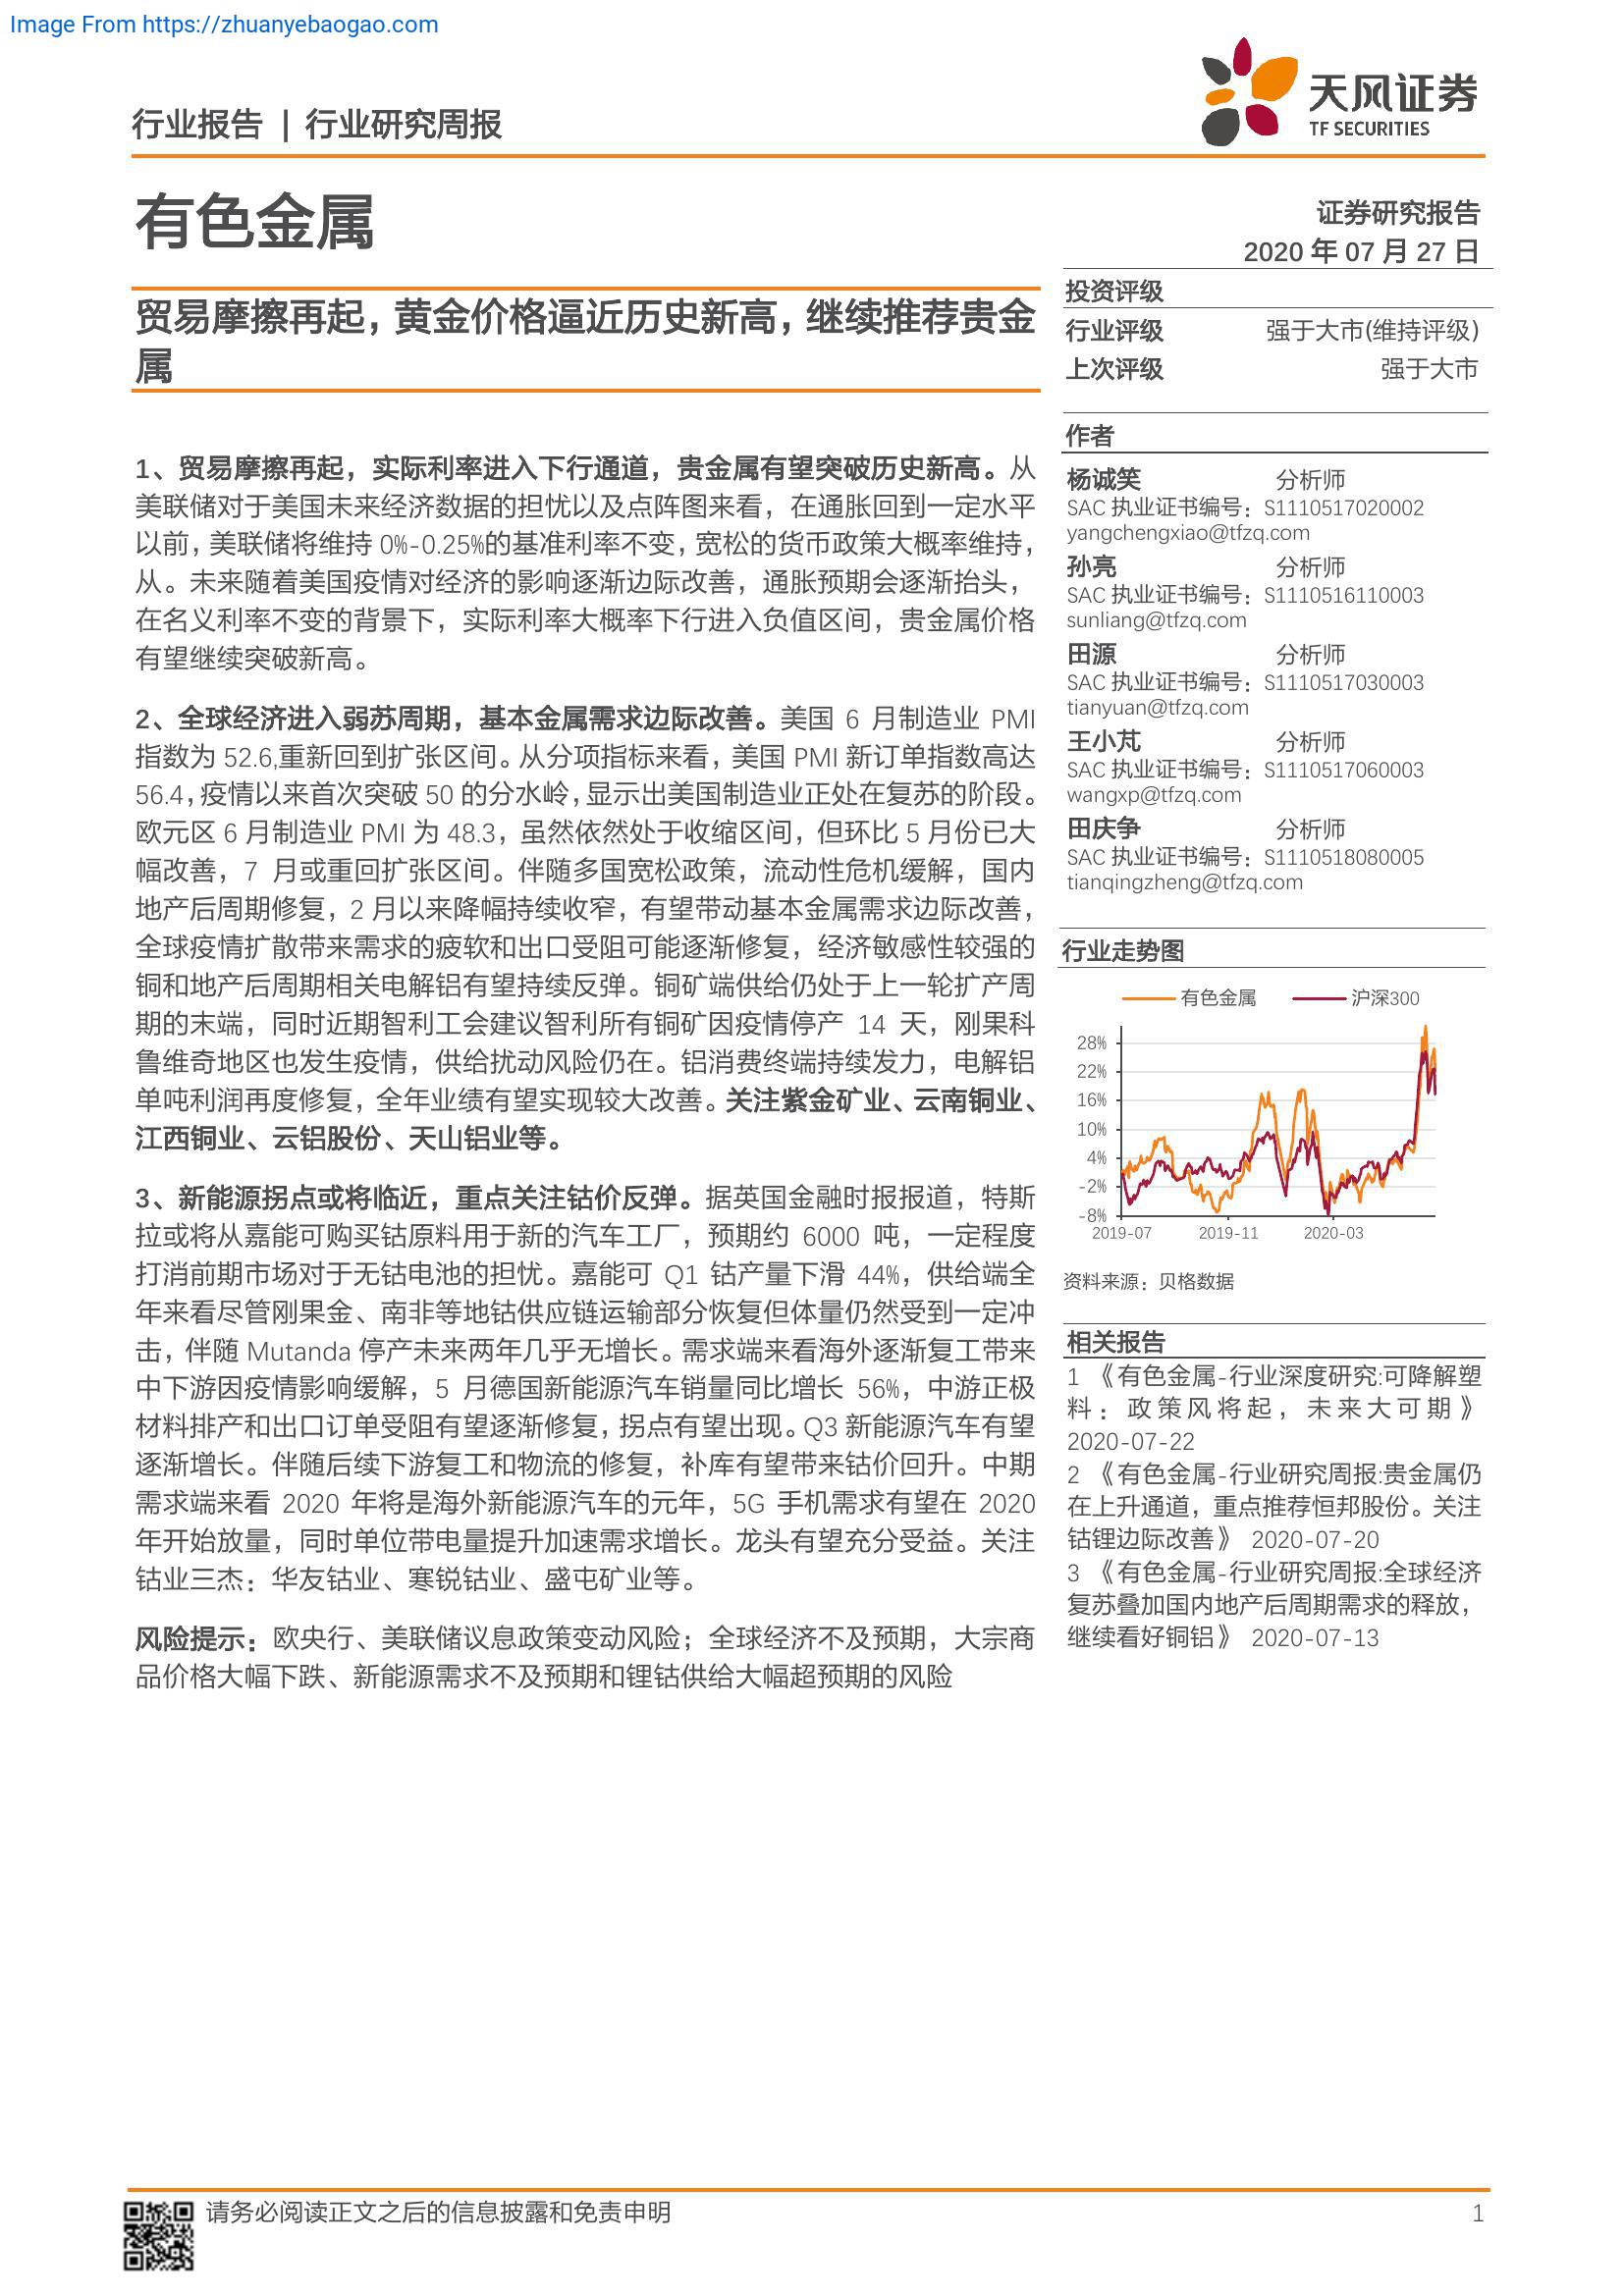 Image From https://zhuanyebaogao.com
天风证券
TF SECURITIES
行业报告 | 行业研究周报
有色金属
证券研究报告
2020 年 07 月 27 日
贸易摩擦再起，黄金价格逼近历史新高，继续推荐贵金
属
1、贸易摩擦再起，实际利率进入下行通道，贵金属有望突破历史新高。从
美联储对于美国未来经济数据的担忧以及点阵图来看，在通胀回到一定水平
以前，美联储将维持 0%-0.25%的基准利率不变，宽松的货币政策大概率维持，
从。未来随着美国疫情对经济的影响逐渐边际改善，通胀预期会逐渐抬头，
在名义利率不变的背景下，实际利率大概率下行进入负值区间，贵金属价格
有望继续突破新高。
2、全球经济进入弱苏周期，基本金属需求边际改善。美国 6 月制造业 PMI
指数为 52.6,重新回到扩张区间。从分项指标来看，美国 PMI 新订单指数高达
56.4，疫情以来首次突破 50 的分水岭，显示出美国制造业正处在复苏的阶段。
欧元区 6 月制造业 PMI 为 48.3，虽然依然处于收缩区间，但环比 5 月份已大
幅改善，7 月或重回扩张区间。伴随多国宽松政策，流动性危机缓解，国内
地产后周期修复，2 月以来降幅持续收窄，有望带动基本金属需求边际改善，
全球疫情扩散带来需求的疲软和出口受阻可能逐渐修复，经济敏感性较强的
铜和地产后周期相关电解铝有望持续反弹。铜矿端供给仍处于上一轮扩产周
期的末端，同时近期智利工会建议智利所有铜矿因疫情停产 14 天，刚果科
鲁维奇地区也发生疫情，供给扰动风险仍在。铝消费终端持续发力，电解铝
单吨利润再度修复，全年业绩有望实现较大改善。关注紫金矿业、云南铜业、
江西铜业、云铝股份、天山铝业等。
3、新能源拐点或将临近，重点关注钴价反弹。据英国金融时报报道，特斯
拉或将从嘉能可购买钴原料用于新的汽车工厂，预期约 6000 吨，一定程度
打消前期市场对于无钴电池的担忧。嘉能可 Q1 钴产量下滑 44%，供给端全
年来看尽管刚果金、南非等地钴供应链运输部分恢复但体量仍然受到一定冲
击，伴随 Mutanda 停产未来两年几乎无增长。需求端来看海外逐渐复工带来
中下游因疫情影响缓解，5 月德国新能源汽车销量同比增长 56%，中游正极
材料排产和出口订单受阻有望逐渐修复，拐点有望出现。Q3 新能源汽车有望
逐渐增长。伴随后续下游复工和物流的修复，补库有望带来钴价回升。中期
需求端来看 2020 年将是海外新能源汽车的元年，5G 手机需求有望在 2020
年开始放量，同时单位带电量提升加速需求增长。龙头有望充分受益。关注
钴业三杰：华友钴业、寒锐钴业、盛屯矿业等。
风险提示：欧央行、美联储议息政策变动风险；全球经济不及预期，大宗商
品价格大幅下跌、新能源需求不及预期和锂钴供给大幅超预期的风险
投资评级
行业评级 强于大市(维持评级)
上次评级 强于大市
作者
杨诚笑 分析师
SAC 执业证书编号：S1110517020002
yangchengxiao@tfzq.com
孙亮 分析师
SAC 执业证书编号：S1110516110003
sunliang@tfzq.com
田源 分析师
SAC 执业证书编号：S1110517030003
tianyuan@tfzq.com
王小芃 分析师
SAC 执业证书编号：S1110517060003
wangxp@tfzq.com
田庆争 分析师
SAC 执业证书编号：S1110518080005
tianqingzheng@tfzq.com
行业走势图
有色金属 沪深300
28%
22%
16%
10%
4%
-2%
-8%
2019-07 2019-11 2020-03
资料来源：贝格数据
相关报告
1 《有色金属-行业深度研究:可降解塑
料：政策风将起，未来大可期》
2020-07-22
2 《有色金属-行业研究周报:贵金属仍
在上升通道，重点推荐恒邦股份。关注
钴锂边际改善》 2020-07-20
3 《有色金属-行业研究周报:全球经济
复苏叠加国内地产后周期需求的释放，
继续看好铜铝》 2020-07-13
请务必阅读正文之后的信息披露和免责申明 1